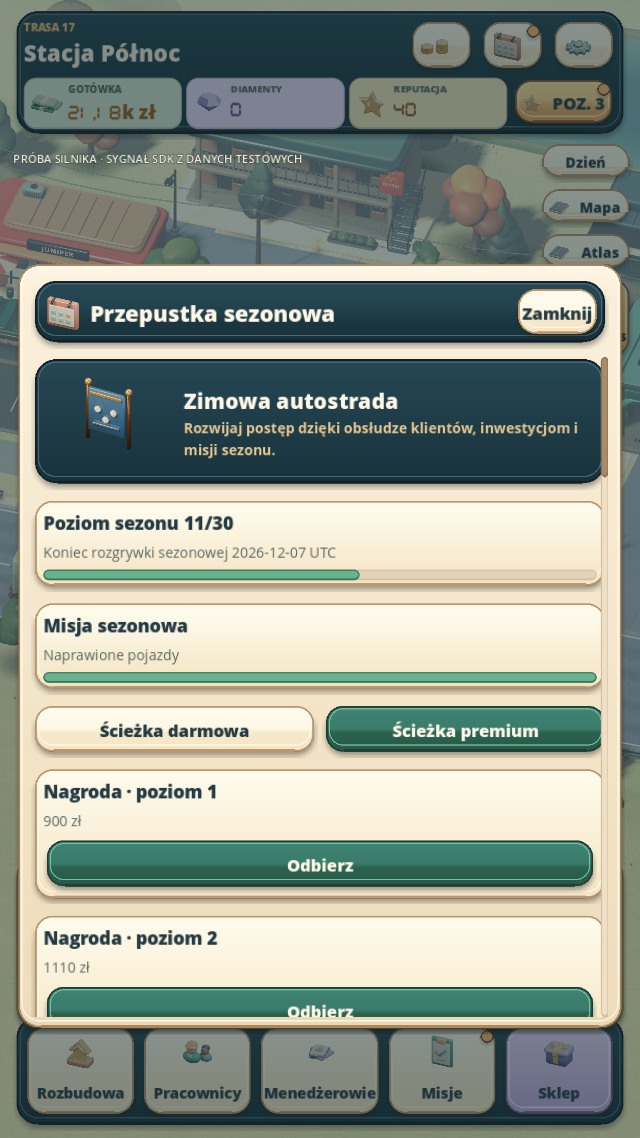 TRASA 17
Stacja Północ
GOTÓWKA
k zł
DIAMENTY
0
REPUTACJA
40
POZ. 3
PRÓBA SILNIKA · SYGNAŁ SDK Z DANYCH TESTOWYCH
Dzień
Mapa
Atlas
JUNIPER
Przepustka sezonowa
Zamknij
Zimowa autostrada
Rozwijaj postęp dzięki obsłudze klientów, inwestycjom i
misji sezonu.
Poziom sezonu 11/30
Koniec rozgrywki sezonowej 2026-12-07 UTC
Misja sezonowa
Naprawione pojazdy
Ścieżka darmowa
Ścieżka premium
Nagroda · poziom 1
900 zł
Odbierz
Nagroda · poziom 2
1110 zł
Odbierz
Rozbudowa
Pracownicy
Menedżerowie
Misje
Sklep